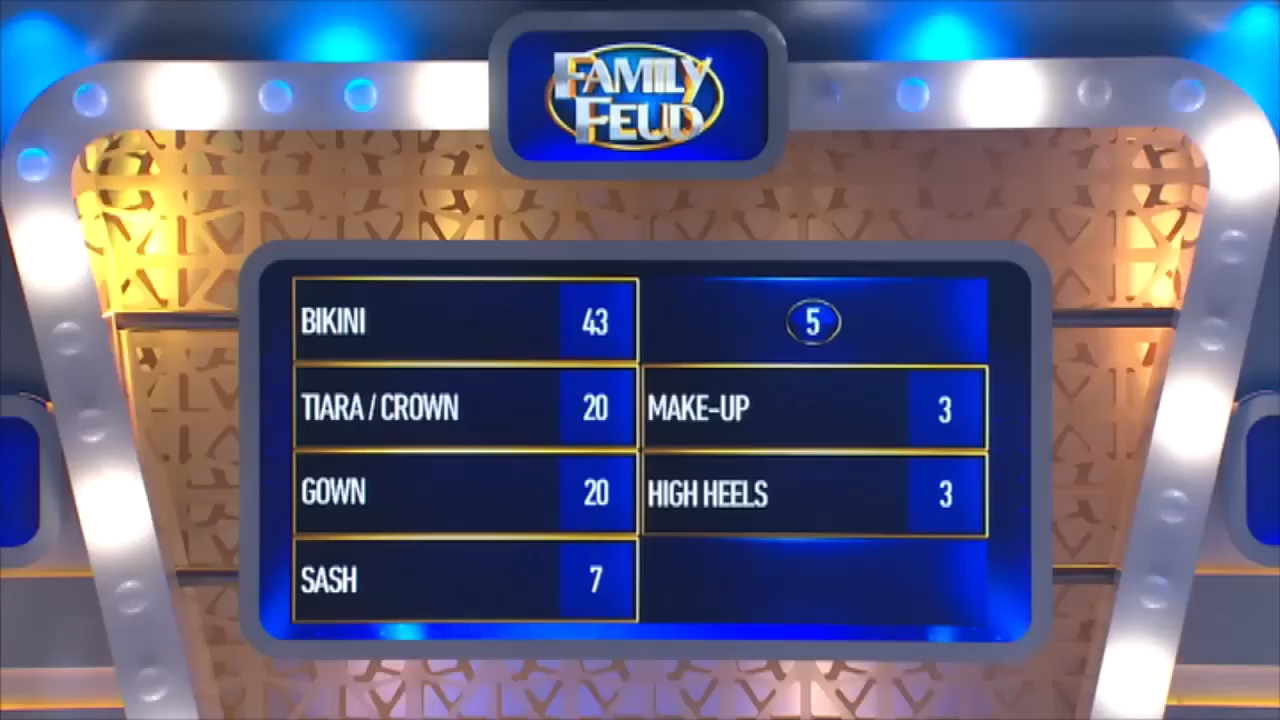 FAMILY
FEUD
BIKINI 43
5
TIARA / CROWN 20
MAKE-UP 3
GOWN 20
HIGH HEELS 3
SASH 7